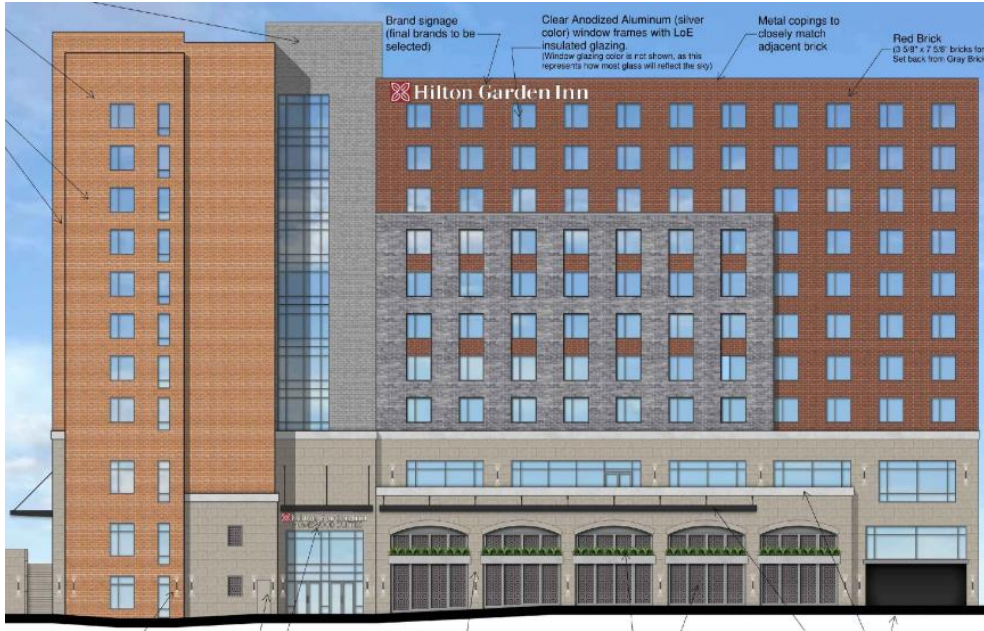 Brand signage
(final brands to be
selected)
Clear Anodized Aluminum (silver
color) window frames with LoE
insulated glazing.
(Window glazing color is not shown, as this
represents how most glass will reflect the sky)
Metal copings to
closely match
adjacent brick
Red Brick
(3 5/8" x 7 5/8" bricks for
Set back from Gray Brick
Hilton Garden Inn